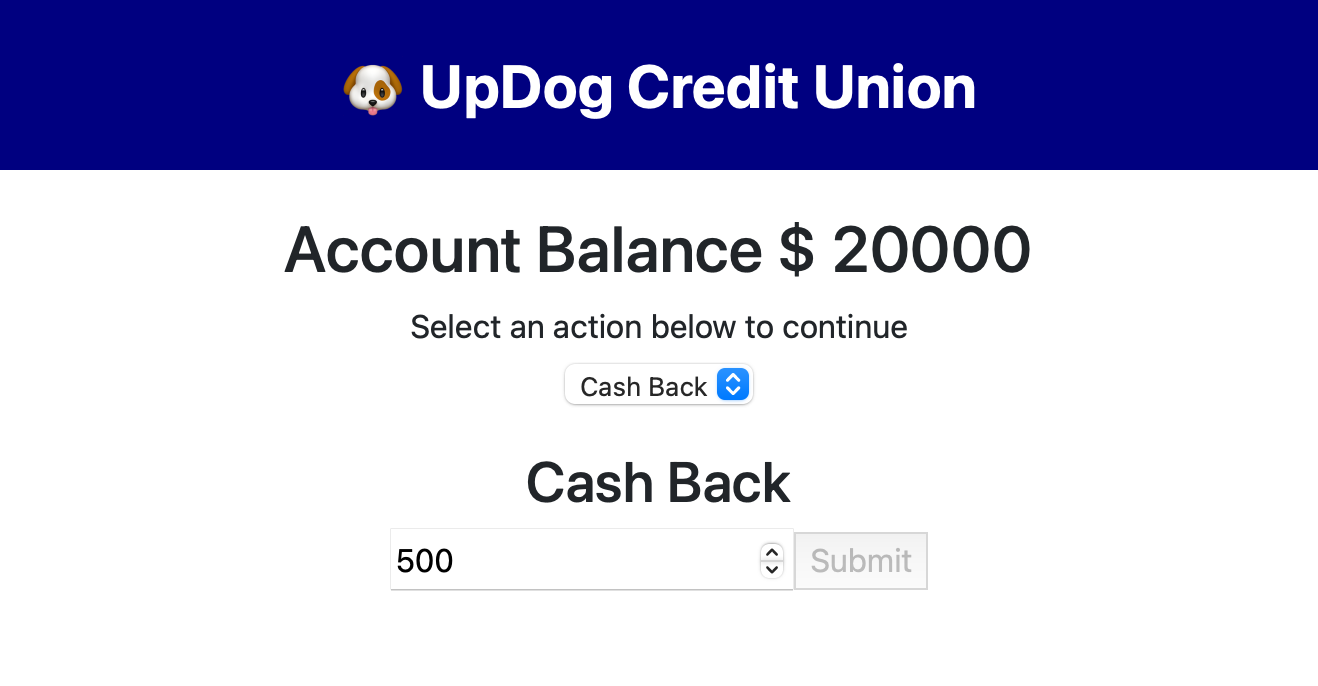 UpDog Credit Union
Account Balance $ 20000
Select an action below to continue
Cash Back
Cash Back
500 Submit